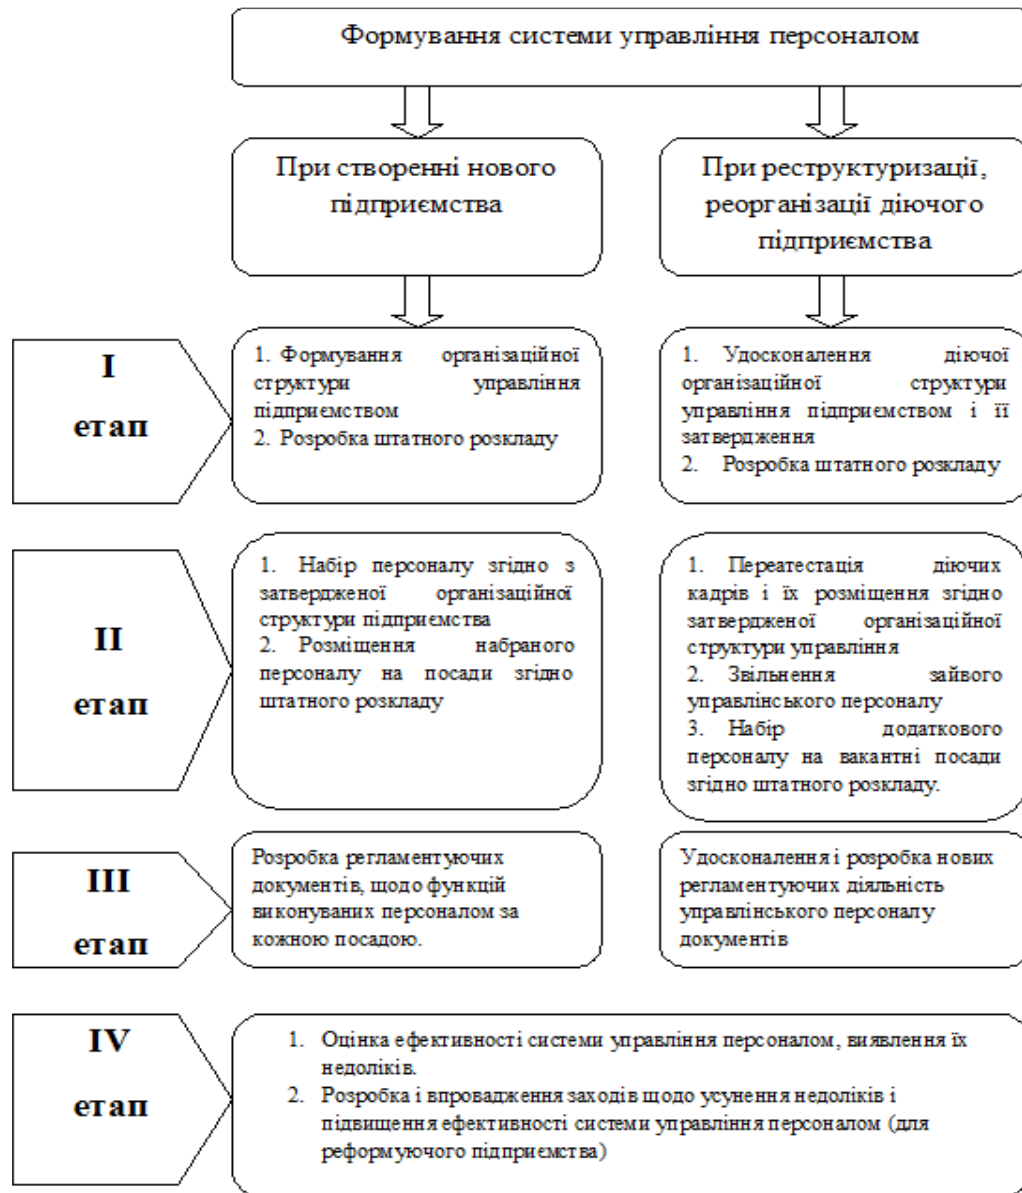 Формування системи управління персоналом
При створенні нового
підприємства
При реструктуризації,
реорганізації діючого
підприємства
I
етап
1. Формування організаційної
структури управління
підприємством
2. Розробка штатного розкладу
1. Удосконалення діючої
організаційної структури
управління підприємством і її
затвердження
2. Розробка штатного розкладу
II
етап
1. Набір персоналу згідно з
затвердженої організаційної
структури підприємства
2. Розміщення набраного
персоналу на посади згідно
штатного розкладу
1. Переатестація діючих
кадрів і їх розміщення згідно
затвердженої організаційної
структури управління
2. Звільнення зайвого
управлінського персоналу
3. Набір додаткового
персоналу на вакантні посади
згідно штатного розкладу.
III
етап
Розробка регламентуючих
документів, щодо функцій
виконуваних персоналом за
кожною посадою.
Удосконалення і розробка нових
регламентуючих діяльність
управлінського персоналу
документів
IV
етап
1. Оцінка ефективності системи управління персоналом, виявлення їх
недоліків.
2. Розробка і впровадження заходів щодо усунення недоліків і
підвищення ефективності системи управління персоналом (для
реформуючого підприємства)